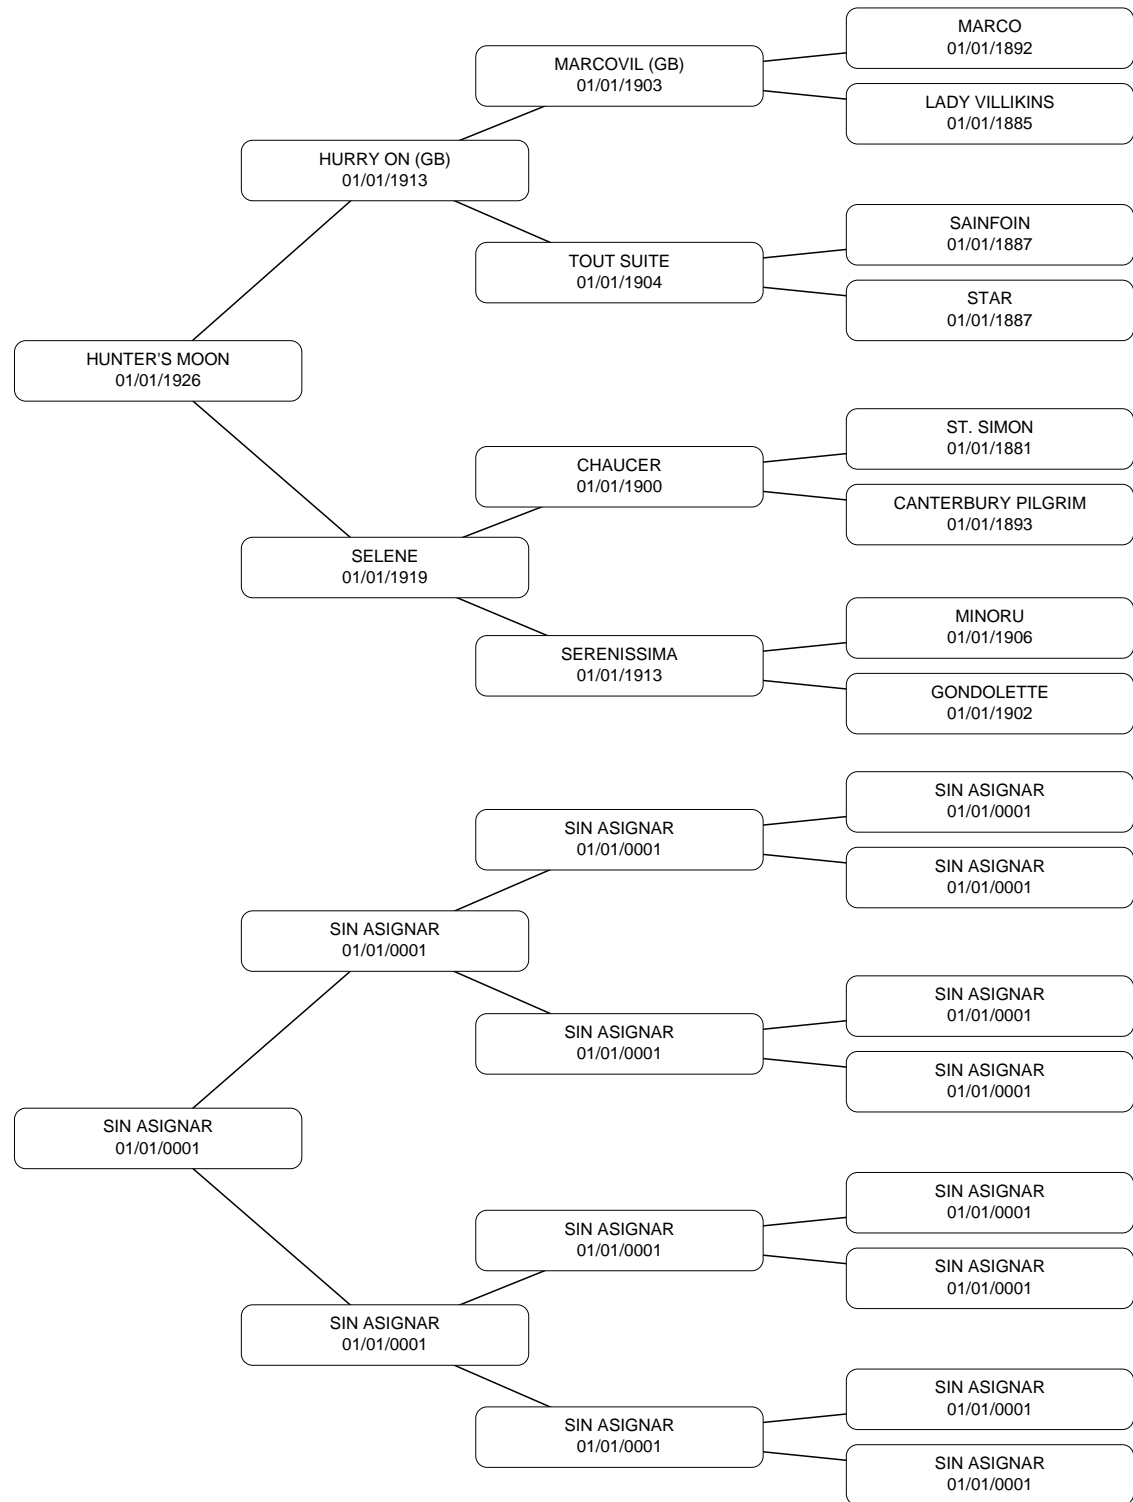 MARCO
01/01/1892
MARCOVIL (GB)
01/01/1903
LADY VILLIKINS
01/01/1885
HURRY ON (GB)
01/01/1913
SAINFOIN
01/01/1887
TOUT SUITE
01/01/1904
STAR
01/01/1887
HUNTER'S MOON
01/01/1926
ST. SIMON
01/01/1881
CHAUCER
01/01/1900
CANTERBURY PILGRIM
01/01/1893
SELENE
01/01/1919
MINORU
01/01/1906
SERENISSIMA
01/01/1913
GONDOLETTE
01/01/1902
SIN ASIGNAR
01/01/0001
SIN ASIGNAR
01/01/0001
SIN ASIGNAR
01/01/0001
SIN ASIGNAR
01/01/0001
SIN ASIGNAR
01/01/0001
SIN ASIGNAR
01/01/0001
SIN ASIGNAR
01/01/0001
SIN ASIGNAR
01/01/0001
SIN ASIGNAR
01/01/0001
SIN ASIGNAR
01/01/0001
SIN ASIGNAR
01/01/0001
SIN ASIGNAR
01/01/0001
SIN ASIGNAR
01/01/0001
SIN ASIGNAR
01/01/0001
SIN ASIGNAR
01/01/0001